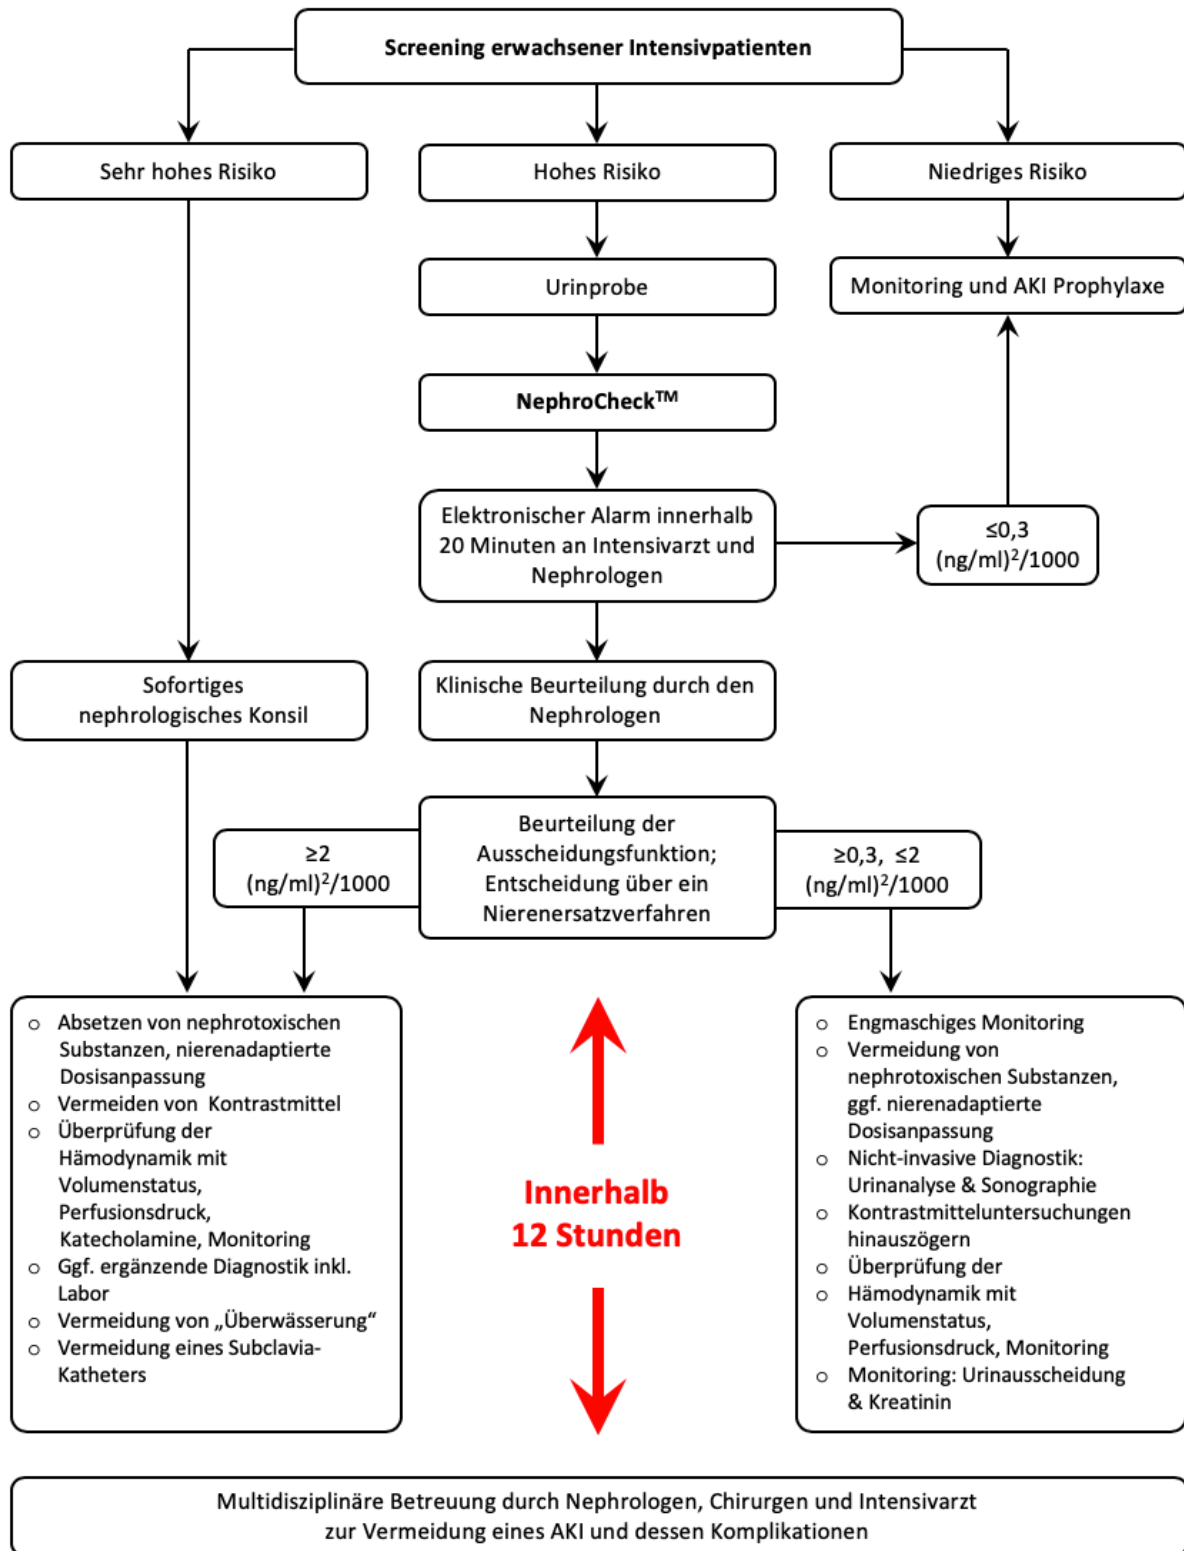 Screening erwachsener Intensivpatienten
Sehr hohes Risiko
Hohes Risiko
Niedriges Risiko
Urinprobe
Monitoring und AKI Prophylaxe
NephroCheck™
Elektronischer Alarm innerhalb
20 Minuten an Intensivarzt und
Nephrologen
≤0,3
(ng/ml)²/1000
Sofortiges
nephrologisches Konsil
Klinische Beurteilung durch den
Nephrologen
≥2
(ng/ml)²/1000
Beurteilung der
Ausscheidungsfunktion;
Entscheidung über ein
Nierenersatzverfahren
≥0,3, ≤2
(ng/ml)²/1000
o Absetzen von nephrotoxischen
Substanzen, nierenadaptierte
Dosisanpassung
o Vermeiden von Kontrastmittel
o Überprüfung der
Hämodynamik mit
Volumenstatus,
Perfusionsdruck,
Katecholamine, Monitoring
o Ggf. ergänzende Diagnostik inkl.
Labor
o Vermeidung von „Überwässerung“
o Vermeidung eines Subclavia-
Katheters
Innerhalb
12 Stunden
o Engmaschiges Monitoring
o Vermeidung von
nephrotoxischen Substanzen,
ggf. nierenadaptierte
Dosisanpassung
o Nicht-invasive Diagnostik:
Urinanalyse & Sonographie
o Kontrastmitteluntersuchungen
hinauszögern
o Überprüfung der
o Hämodynamik mit
Volumenstatus,
Perfusionsdruck, Monitoring
o Monitoring: Urinausscheidung
& Kreatinin
Multidisziplinäre Betreuung durch Nephrologen, Chirurgen und Intensivarzt
zur Vermeidung eines AKI und dessen Komplikationen